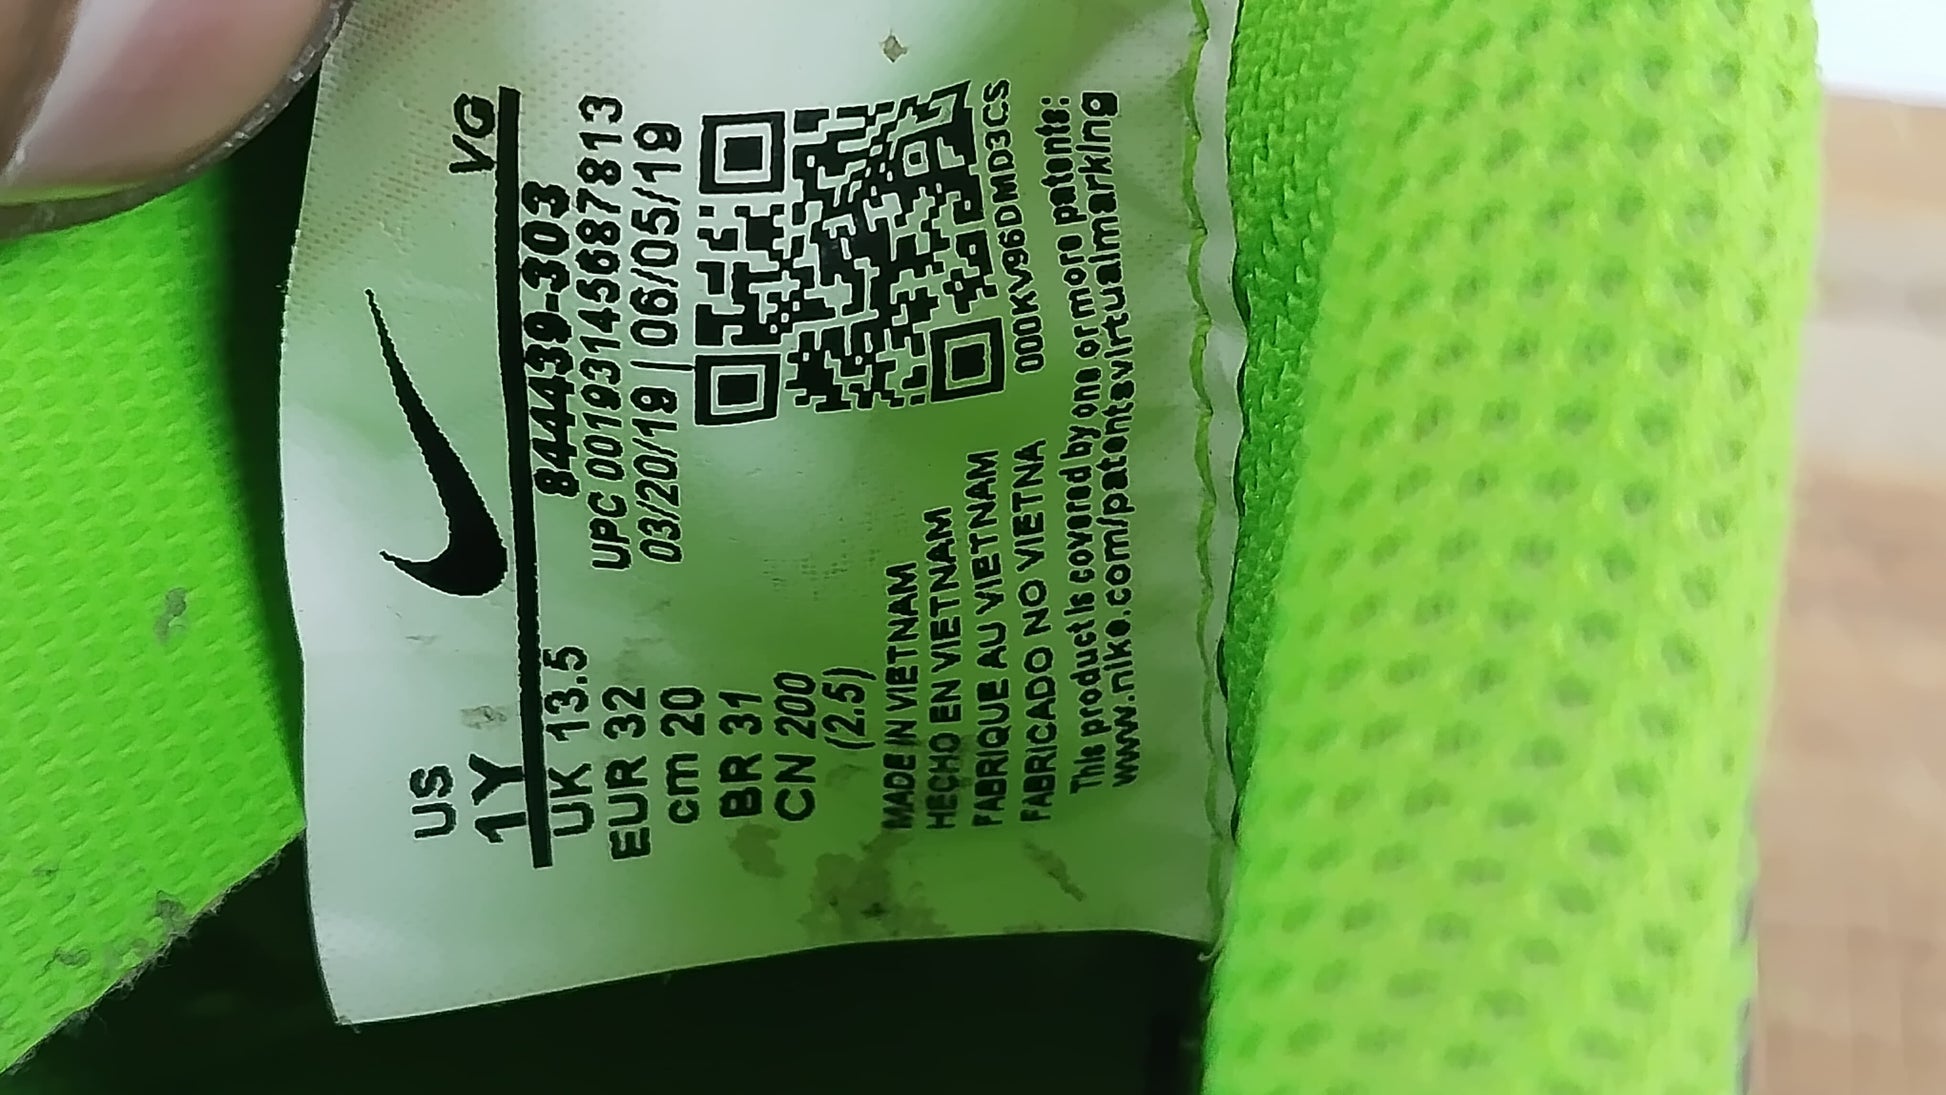 US
1Y
VG
UK 13.5
EUR 32
cm 20
BR 31
CN 200
(2.5)
844439-303
UPC 00193145687813
03/20/19 | 06/05/19
000KV96DMD3CS
MADE IN VIETNAM
HECHO EN VIETNAM
FABRIQUE AU VIETNAM
FABRICADO NO VIETNA
This product is covered by one or more patents:
www.nike.com/patentsvirtualmarking